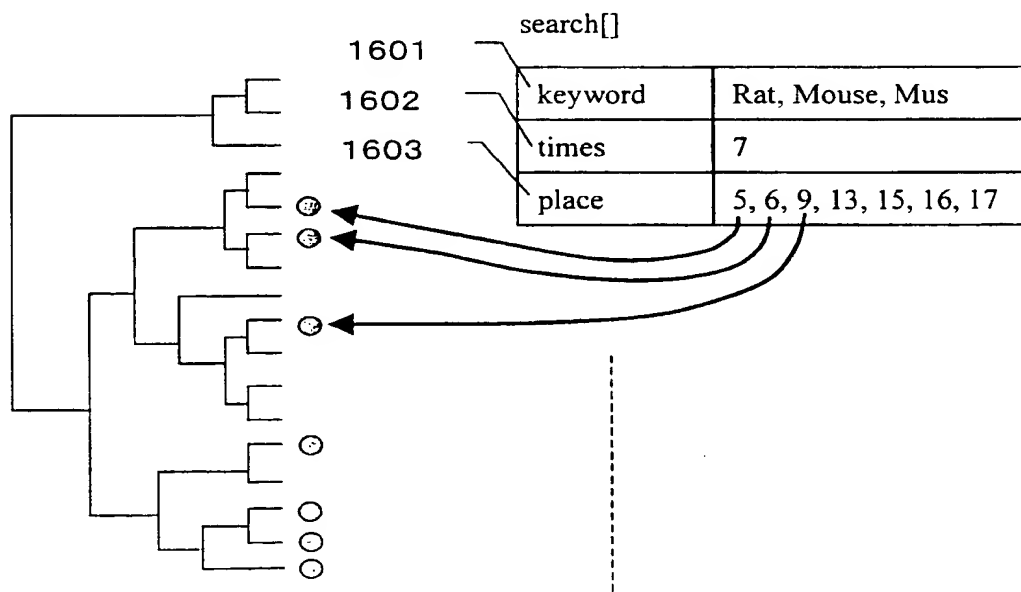 search[]
1601
keyword Rat, Mouse, Mus
1602
times 7
1603
place 5, 6, 9, 13, 15, 16, 17